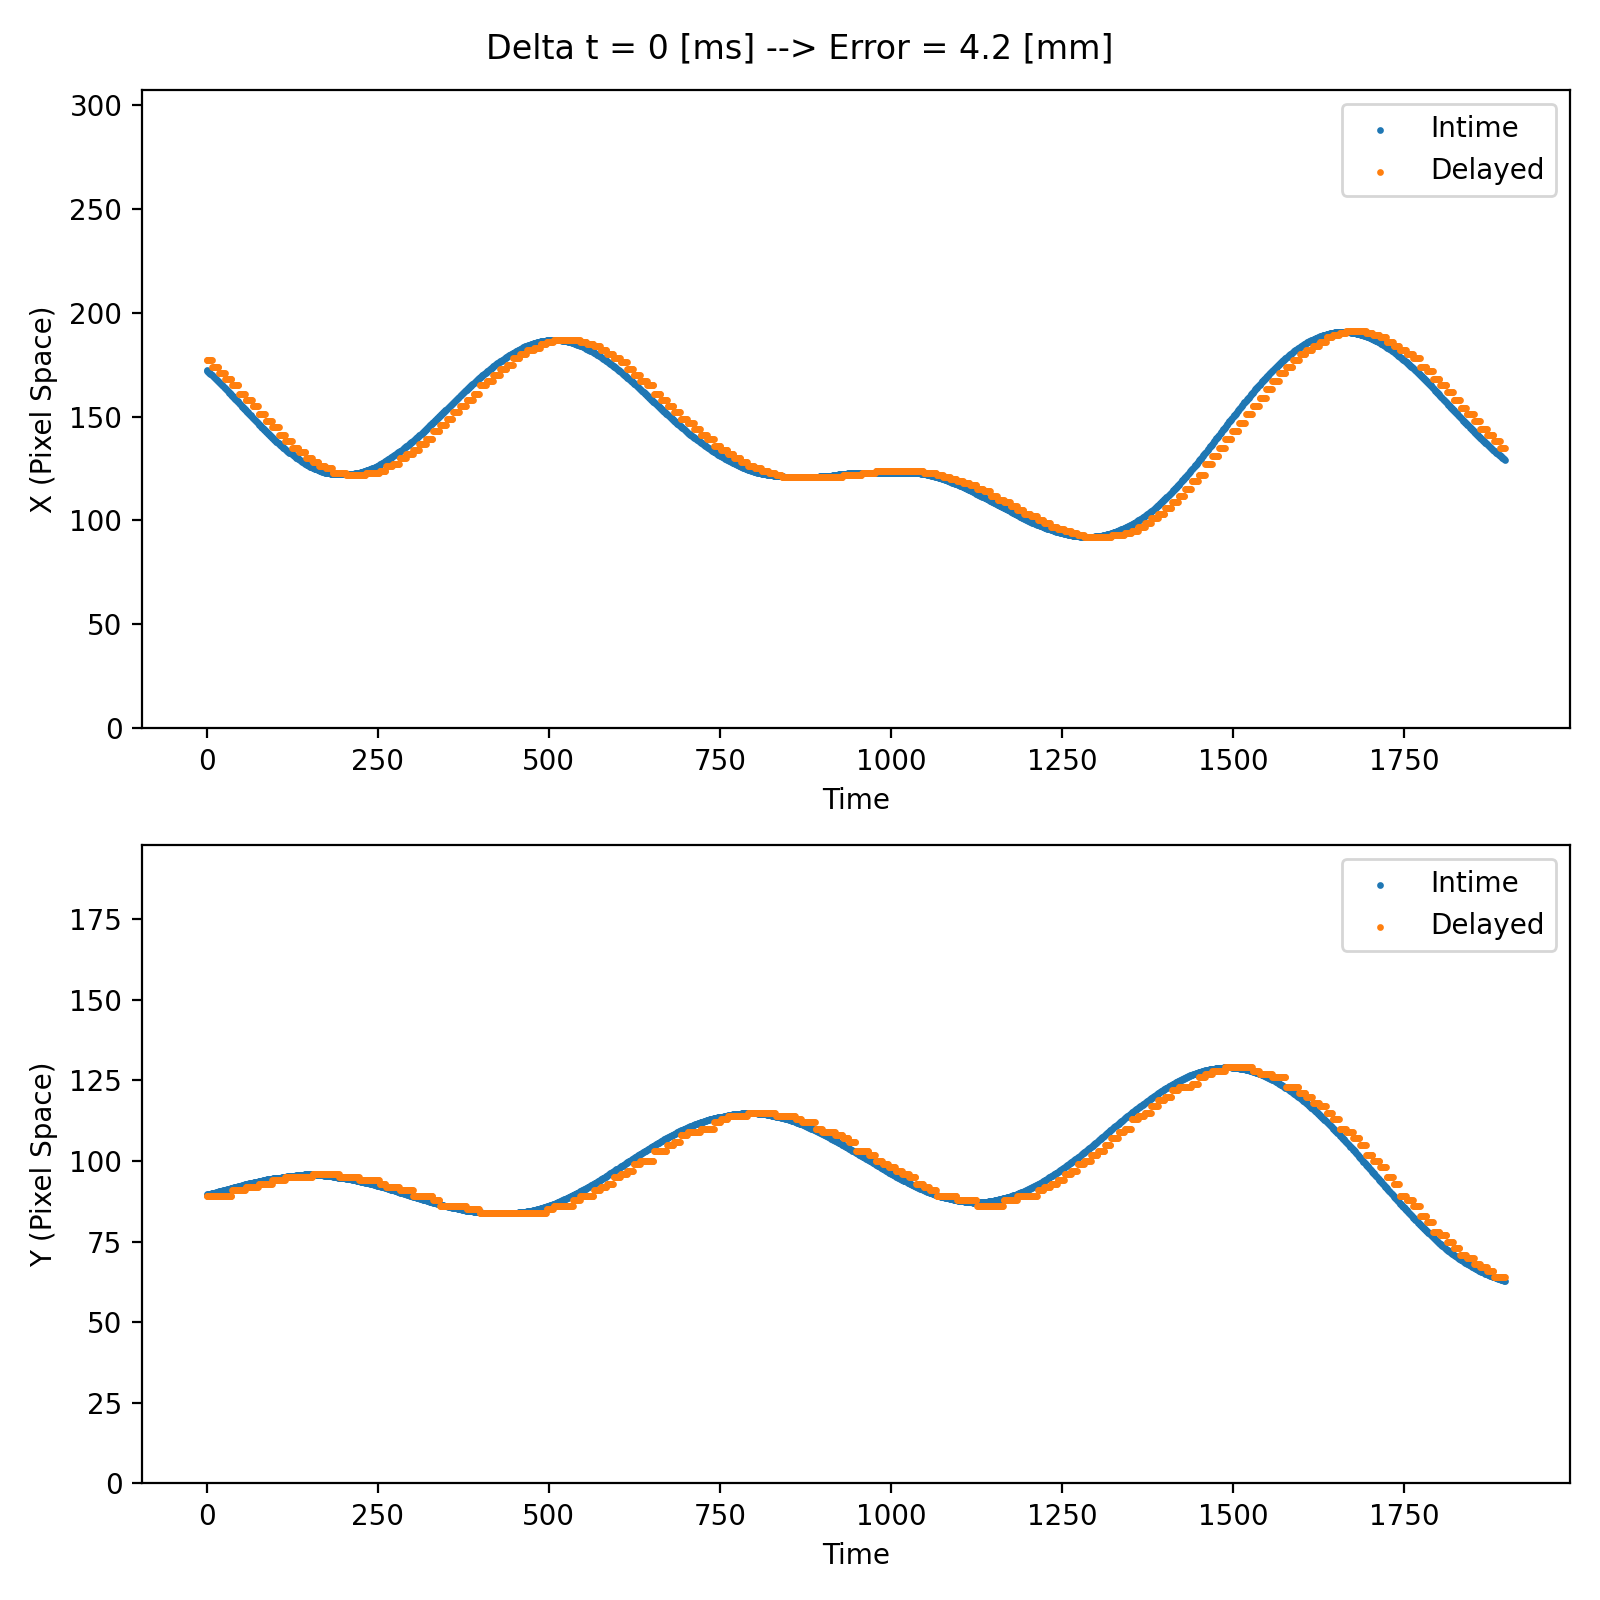 Delta t = 0 [ms] --> Error = 4.2 [mm]
300
250
200
150
100
50
0
X (Pixel Space)
Intime
Delayed
0 250 500 750 1000 1250 1500 1750
Time
175
150
125
100
75
50
25
0
Y (Pixel Space)
Intime
Delayed
0 250 500 750 1000 1250 1500 1750
Time